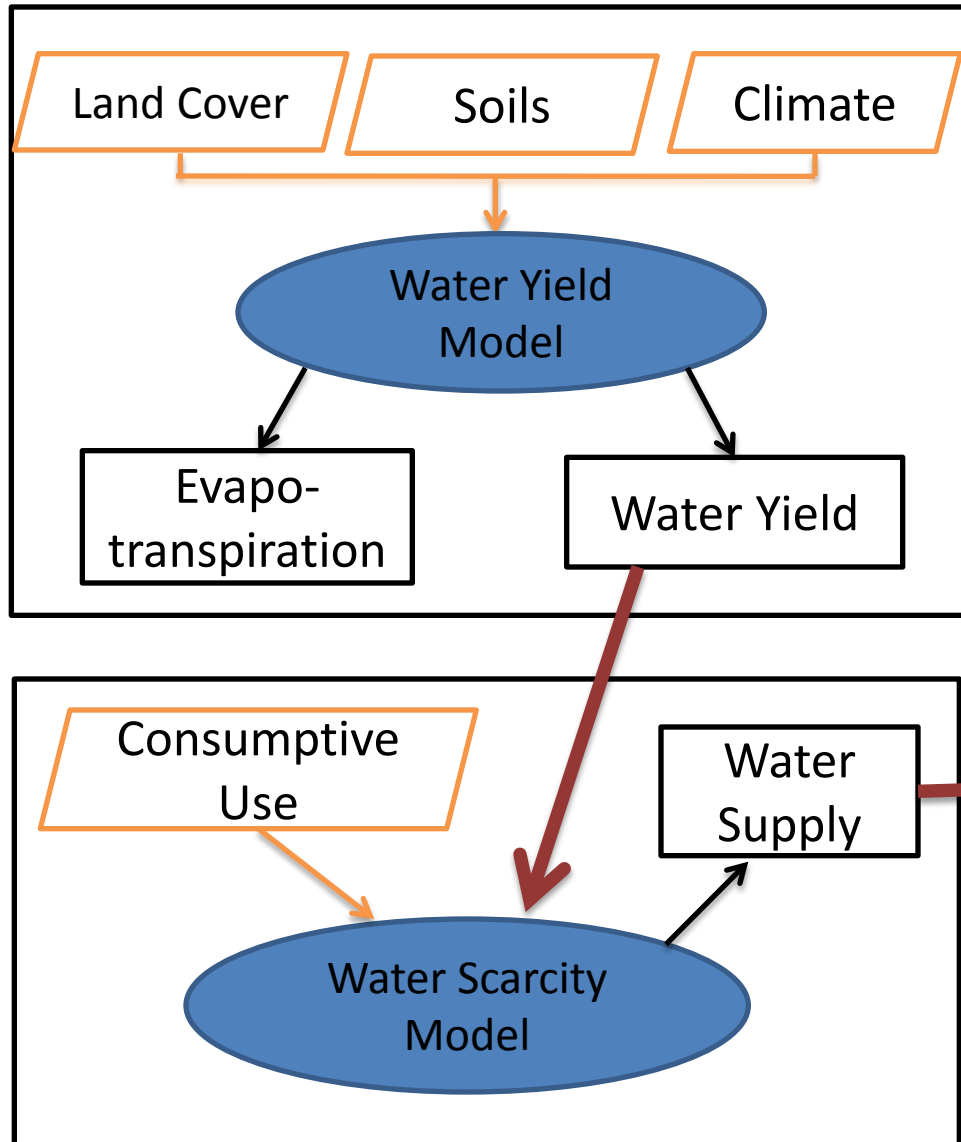 Land Cover
Soils
Climate
Water Yield
Model
Evapo-
transpiration
Water Yield
Consumptive
Use
Water
Supply
Water Scarcity
Model